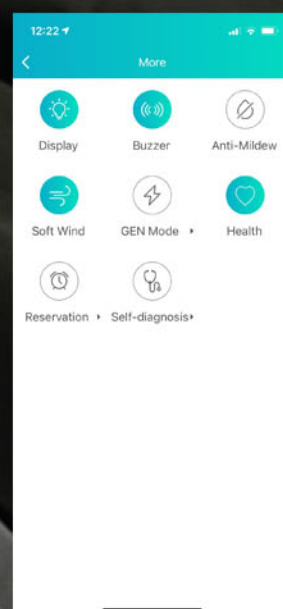 12:22
More
Display Buzzer Anti-Mildew
Soft Wind GEN Mode Health
Reservation Self-diagnosis